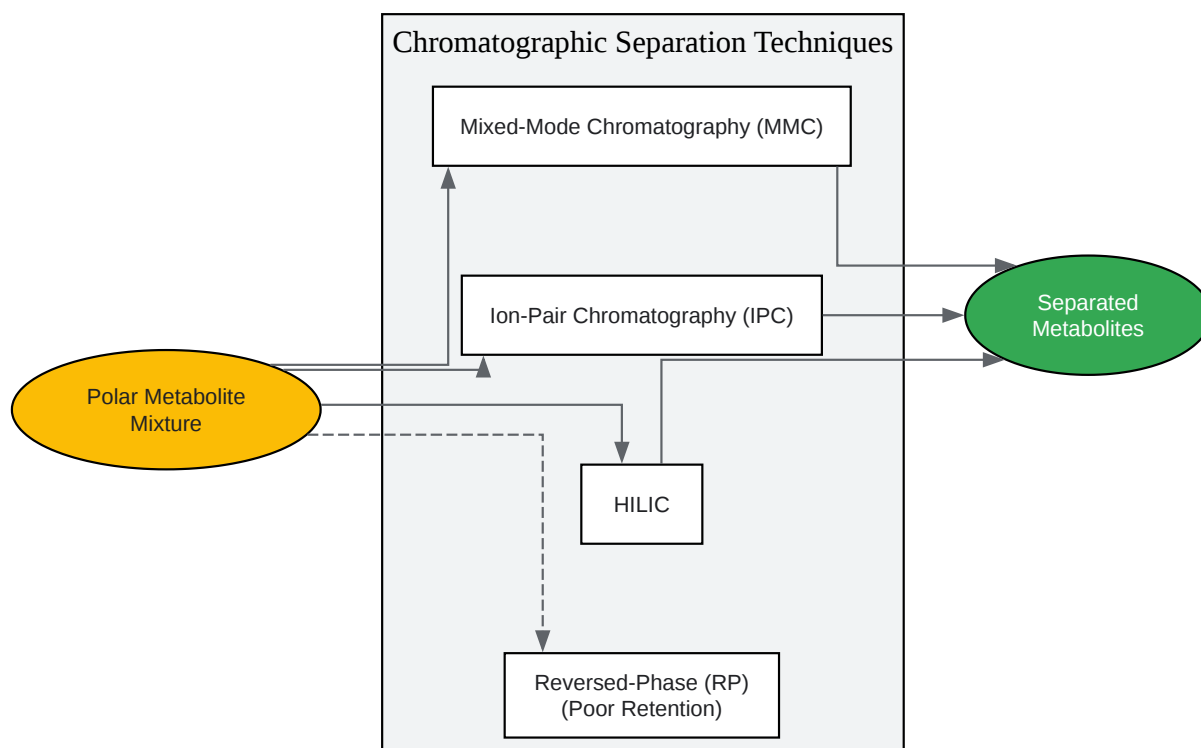 Chromatographic Separation Techniques
Mixed-Mode Chromatography (MMC)
Ion-Pair Chromatography (IPC)
Separated
Metabolites
Polar Metabolite
Mixture
HILIC
Reversed-Phase (RP)
(Poor Retention)